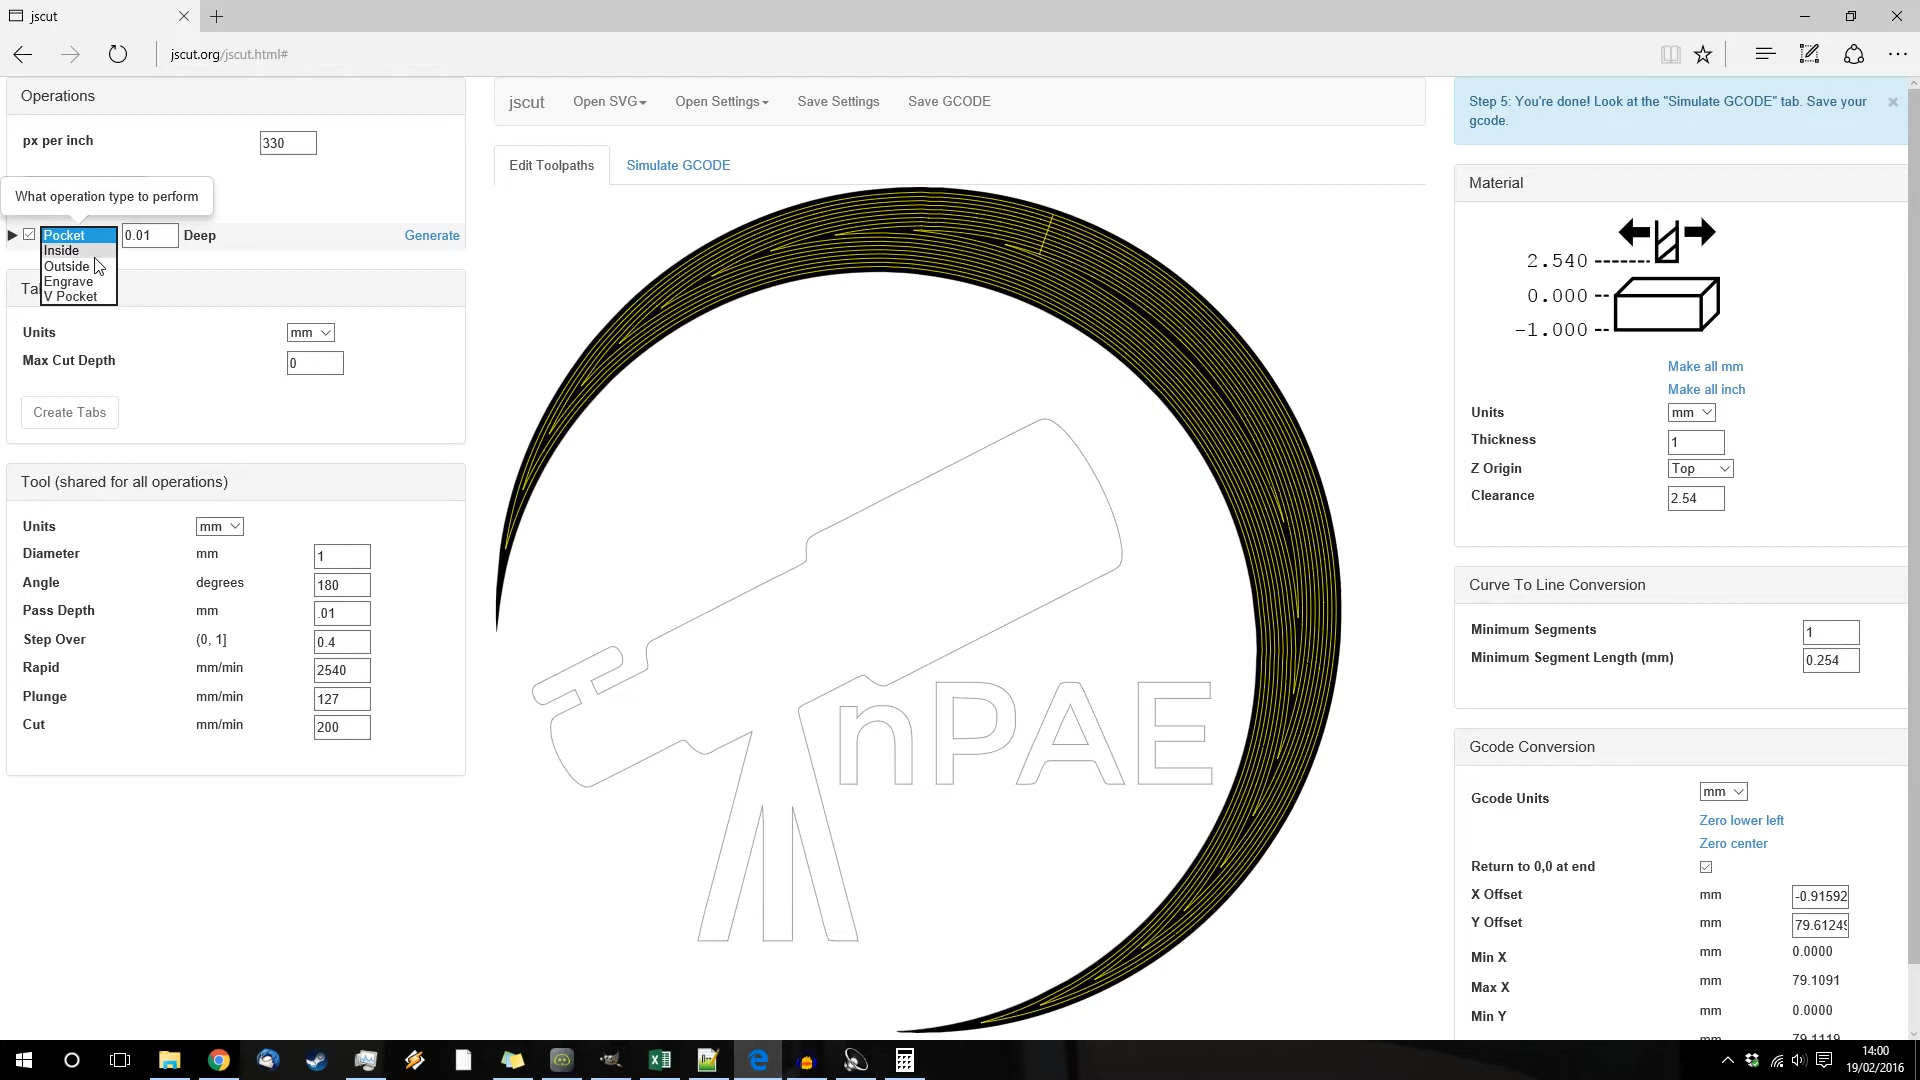 jscut
jscut.org/jscut.html#
Operations
px per inch
330
What operation type to perform
Pocket
0.01
Deep
Generate
Inside
Outside
Engrave
V Pocket
Units
mm
Max Cut Depth
0
Create Tabs
Tool (shared for all operations)
Units
mm
Diameter
mm
1
Angle
degrees
180
Pass Depth
mm
.01
Step Over
(0, 1]
0.4
Rapid
mm/min
2540
Plunge
mm/min
127
Cut
mm/min
200
jscut
Open SVG
Open Settings
Save Settings
Save GCODE
Edit Toolpaths
Simulate GCODE
nPAE
Step 5: You're done! Look at the "Simulate GCODE" tab. Save your
gcode.
Material
2.540
0.000
-1.000
Make all mm
Make all inch
Units
mm
Thickness
1
Z Origin
Top
Clearance
2.54
Curve To Line Conversion
Minimum Segments
1
Minimum Segment Length (mm)
0.254
Gcode Conversion
Gcode Units
mm
Zero lower left
Zero center
Return to 0,0 at end
X Offset
mm
-0.91592
Y Offset
mm
79.61249
Min X
mm
0.0000
Max X
mm
79.1091
Min Y
mm
0.0000
14:00
19/02/2016